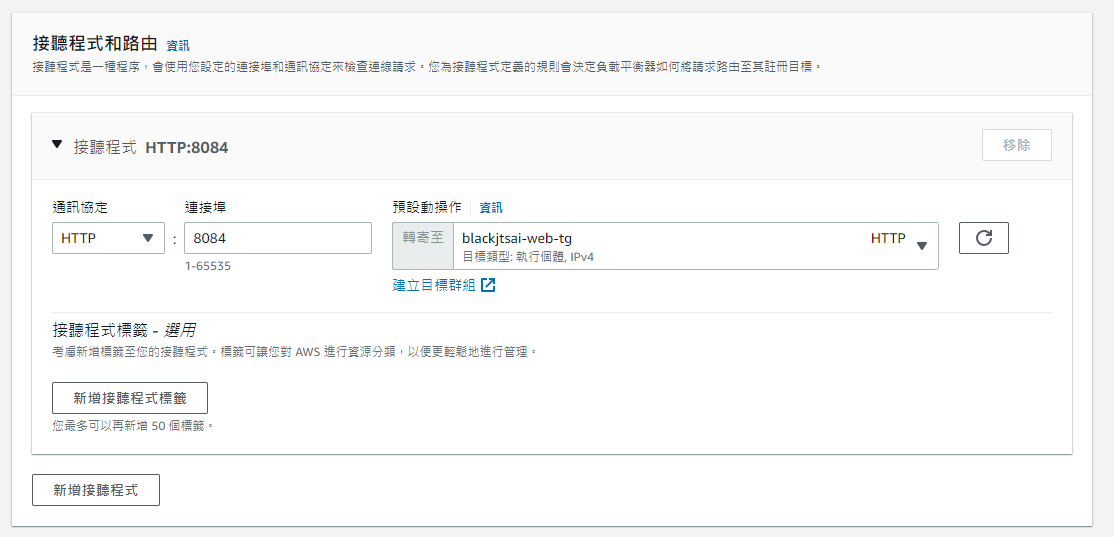 接聽程式和路由 資訊
接聽程式是一種程序，會使用您設定的連接埠和通訊協定來檢查連線請求。您為接聽程式定義的規則會決定負載平衡器如何將請求路由至其註冊目標。
接聽程式 HTTP:8084
移除
通訊協定
連接埠
預設動操作 資訊
HTTP
:
8084
轉寄至
blackjtsai-web-tg
HTTP
目標類型: 執行個體, IPv4
1-65535
建立目標群組
接聽程式標籤 - 選用
考慮新增標籤至您的接聽程式。標籤可讓您對 AWS 進行資源分類，以便更輕鬆地進行管理。
新增接聽程式標籤
您最多可以再新增 50 個標籤。
新增接聽程式